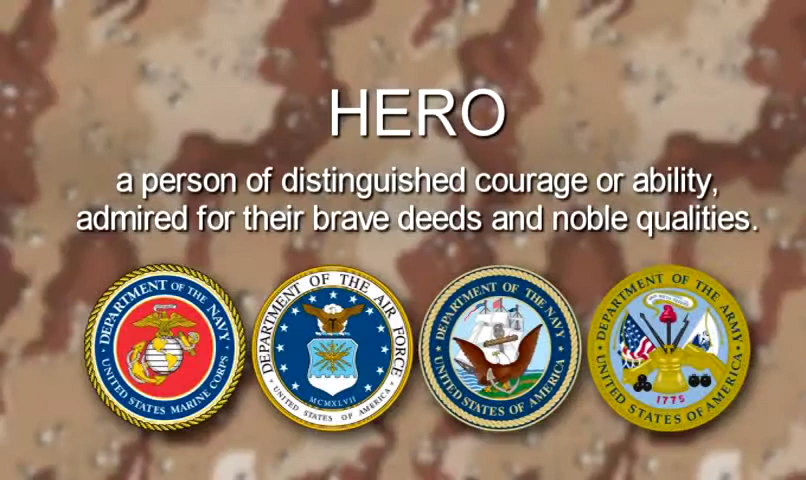 HERO
a person of distinguished courage or ability,
admired for their brave deeds and noble qualities.
DEPARTMENT OF THE NAVY
UNITED STATES MARINE CORPS
DEPARTMENT OF THE AIR FORCE
MCMXLVII
UNITED STATES OF AMERICA
DEPARTMENT OF THE NAVY
UNITED STATES OF AMERICA
DEPARTMENT OF THE ARMY
1775
UNITED STATES OF AMERICA